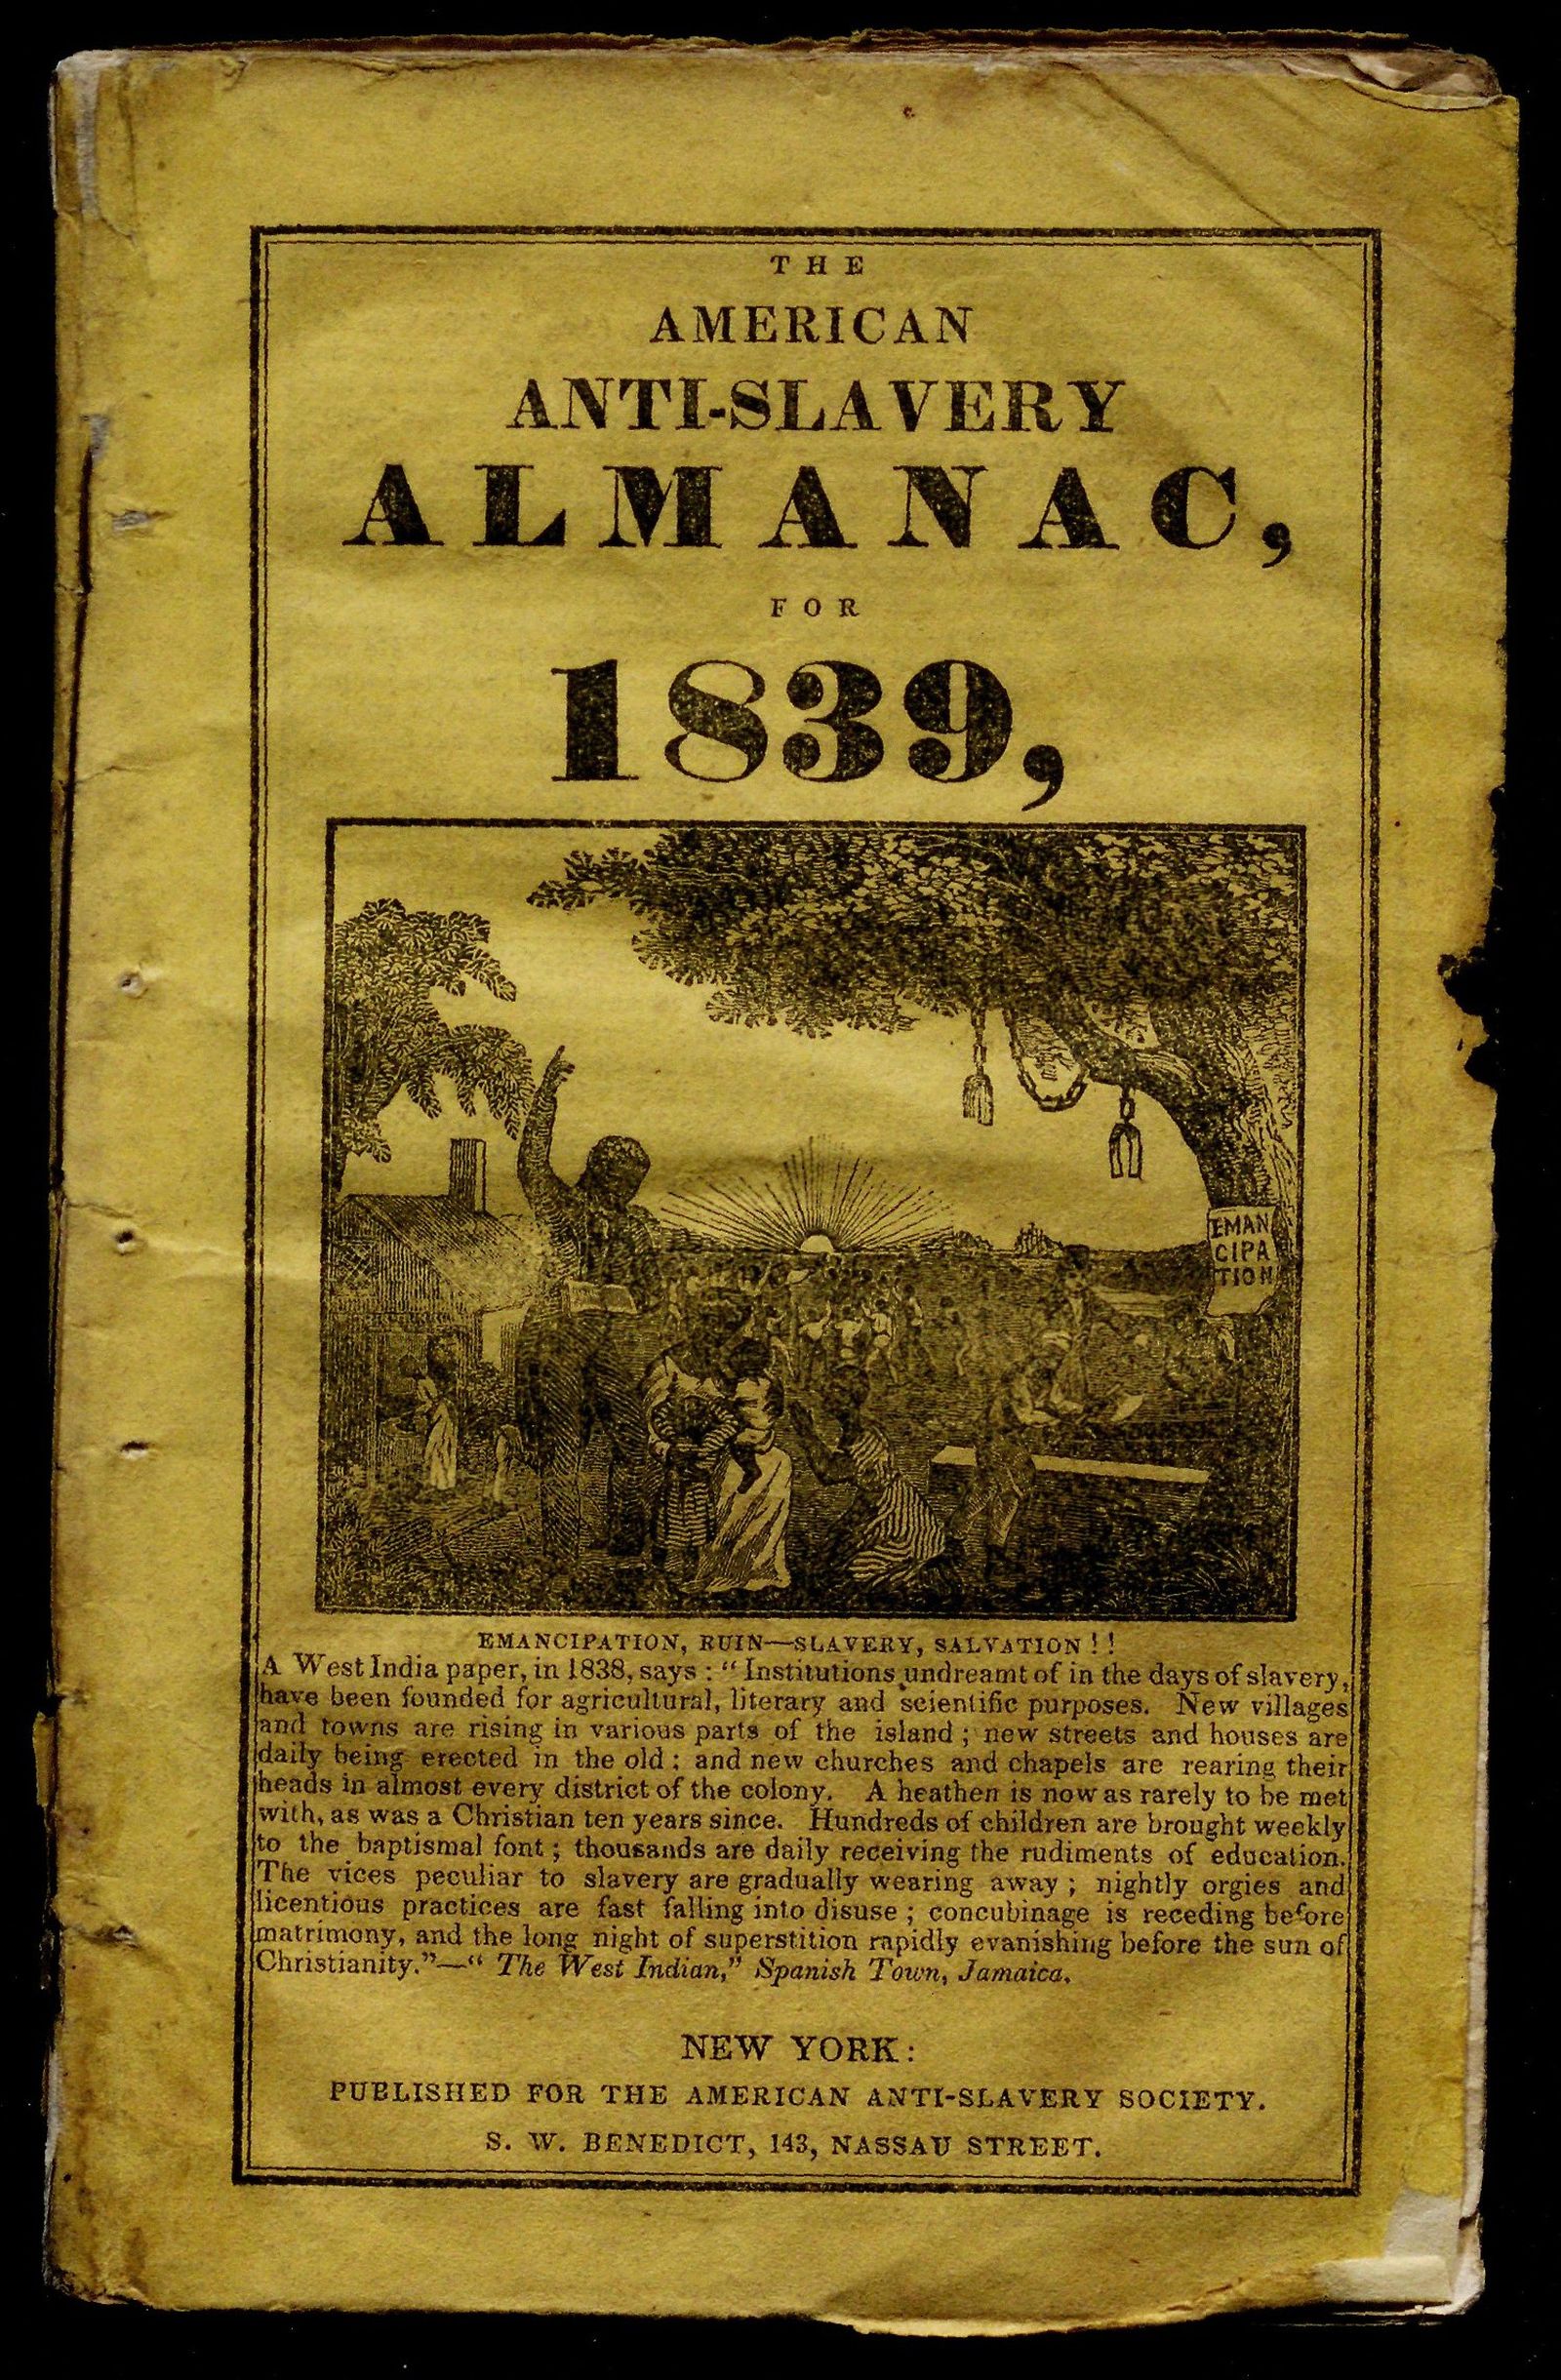 THE
AMERICAN
ANTI-SLAVERY
ALMANAC,
FOR
1839,
EMAN
CIPA
TION
EMANCIPATION, RUIN—SLAVERY, SALVATION!!
A West India paper, in 1838, says: "Institutions undreamt of in the days of slavery,
have been founded for agricultural, literary and scientific purposes. New villages
and towns are rising in various parts of the island; new streets and houses are
daily being erected in the old: and new churches and chapels are rearing their
heads in almost every district of the colony. A heathen is now as rarely to be met
with, as was a Christian ten years since. Hundreds of children are brought weekly
to the baptismal font; thousands are daily receiving the rudiments of education.
The vices peculiar to slavery are gradually wearing away; nightly orgies and
licentious practices are fast falling into disuse; concubinage is receding before
matrimony, and the long night of superstition rapidly evanishing before the sun of
Christianity."—"The West Indian," Spanish Town, Jamaica.
NEW YORK:
PUBLISHED FOR THE AMERICAN ANTI-SLAVERY SOCIETY.
S. W. BENEDICT, 143, NASSAU STREET.